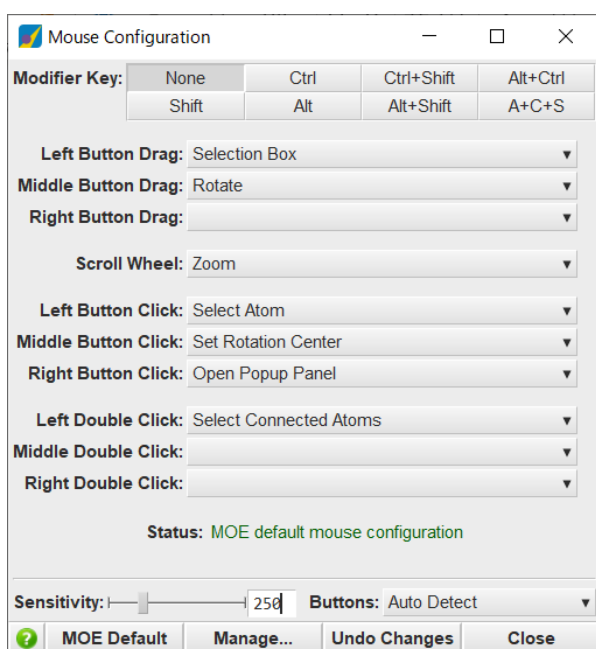 Mouse Configuration
Modifier Key: None Ctrl Ctrl+Shift Alt+Ctrl
Shift Alt Alt+Shift A+C+S
Left Button Drag: Selection Box
Middle Button Drag: Rotate
Right Button Drag:
Scroll Wheel: Zoom
Left Button Click: Select Atom
Middle Button Click: Set Rotation Center
Right Button Click: Open Popup Panel
Left Double Click: Select Connected Atoms
Middle Double Click:
Right Double Click:
Status: MOE default mouse configuration
Sensitivity: 250 Buttons: Auto Detect
? MOE Default Manage... Undo Changes Close